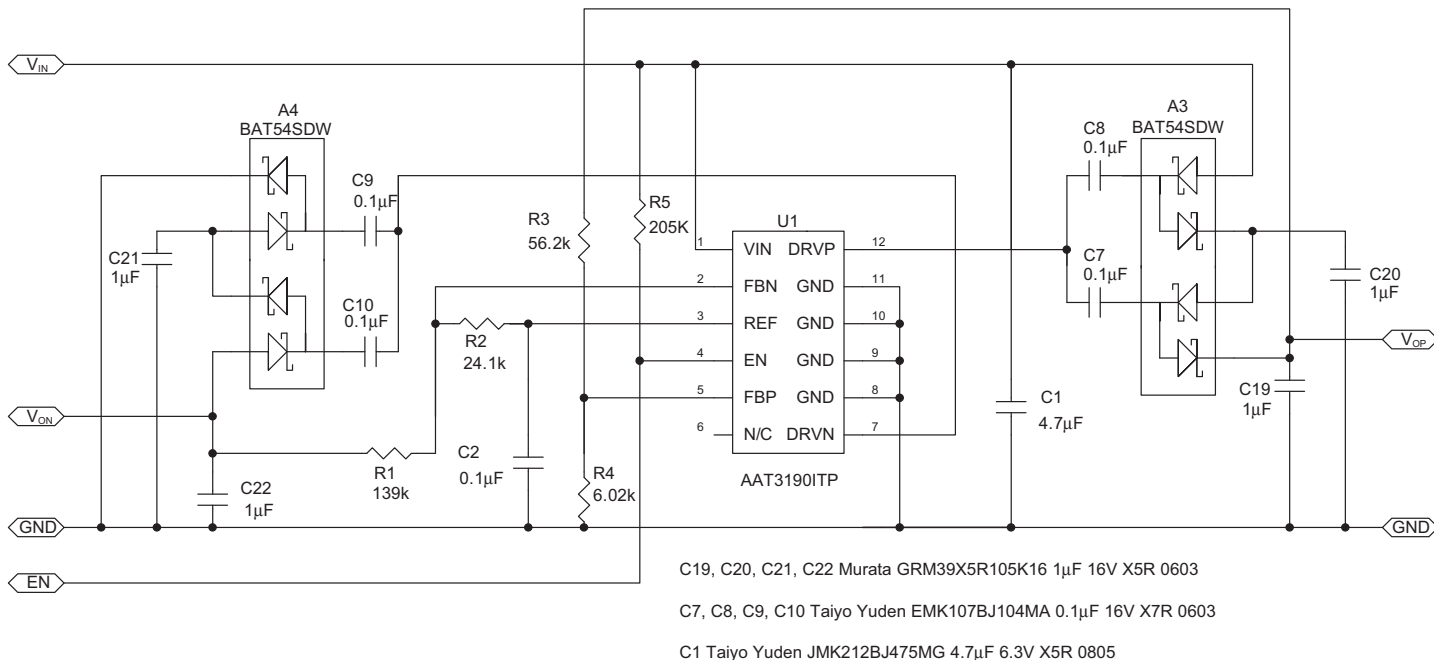 V_IN
A4
BAT54SDW
A3
BAT54SDW
C8
0.1µF
C9
0.1µF
R3
56.2k
R5
205K
U1
C21
1µF
1
VIN
DRVP
12
C7
0.1µF
C20
1µF
2
FBN
GND
11
C10
0.1µF
3
REF
GND
10
R2
24.1k
4
EN
GND
9
V_OP
5
FBP
GND
8
C19
1µF
C1
4.7µF
V_ON
6
N/C
DRVN
7
R1
139k
C2
0.1µF
R4
6.02k
AAT3190ITP
C22
1µF
GND
GND
EN
C19, C20, C21, C22 Murata GRM39X5R105K16 1µF 16V X5R 0603
C7, C8, C9, C10 Taiyo Yuden EMK107BJ104MA 0.1µF 16V X7R 0603
C1 Taiyo Yuden JMK212BJ475MG 4.7µF 6.3V X5R 0805